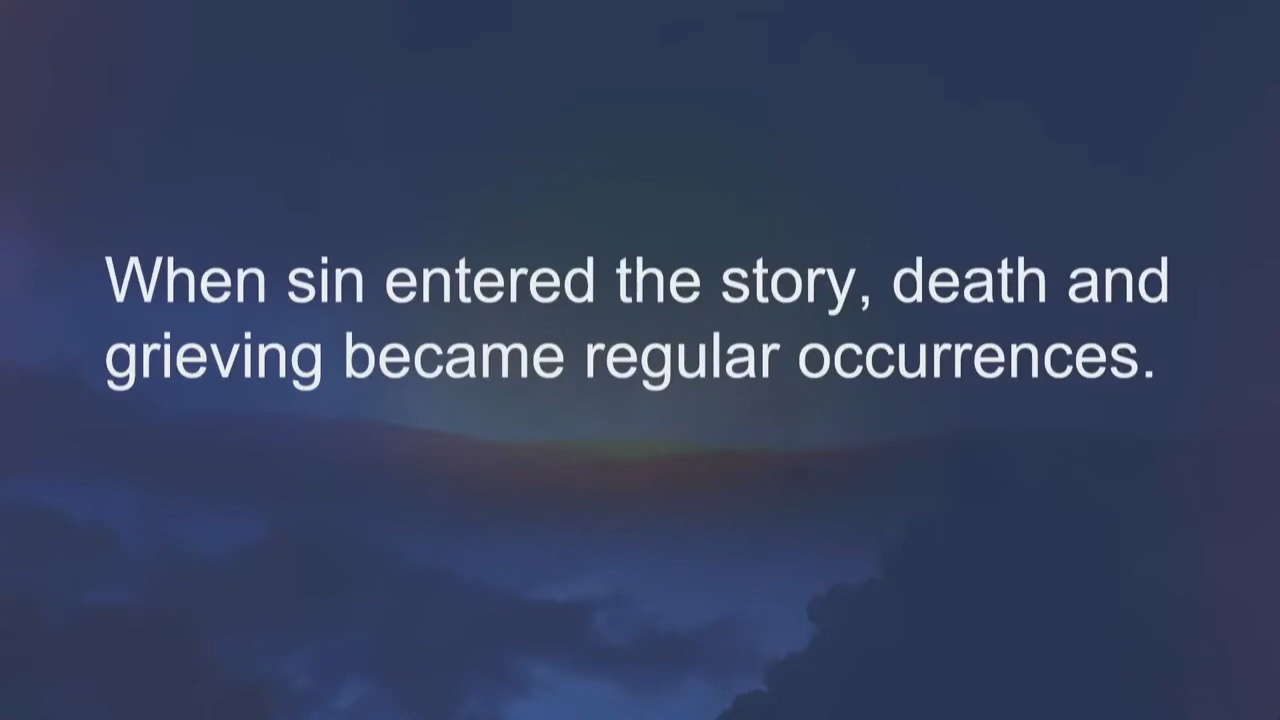 When sin entered the story, death and
grieving became regular occurrences.